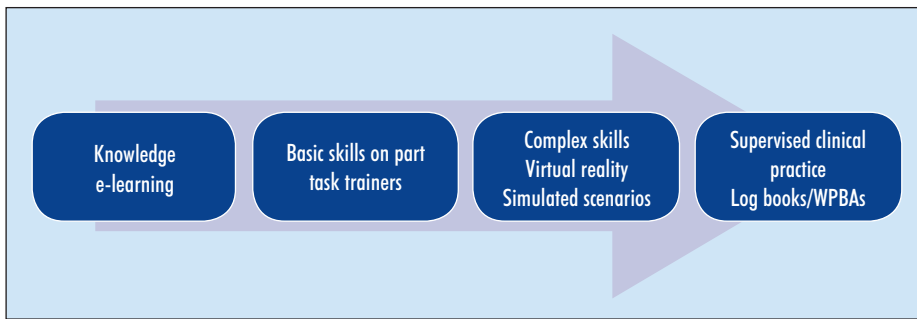 Knowledge
e-learning
Basic skills on part
task trainers
Complex skills
Virtual reality
Simulated scenarios
Supervised clinical
practice
Log books/WPBAs